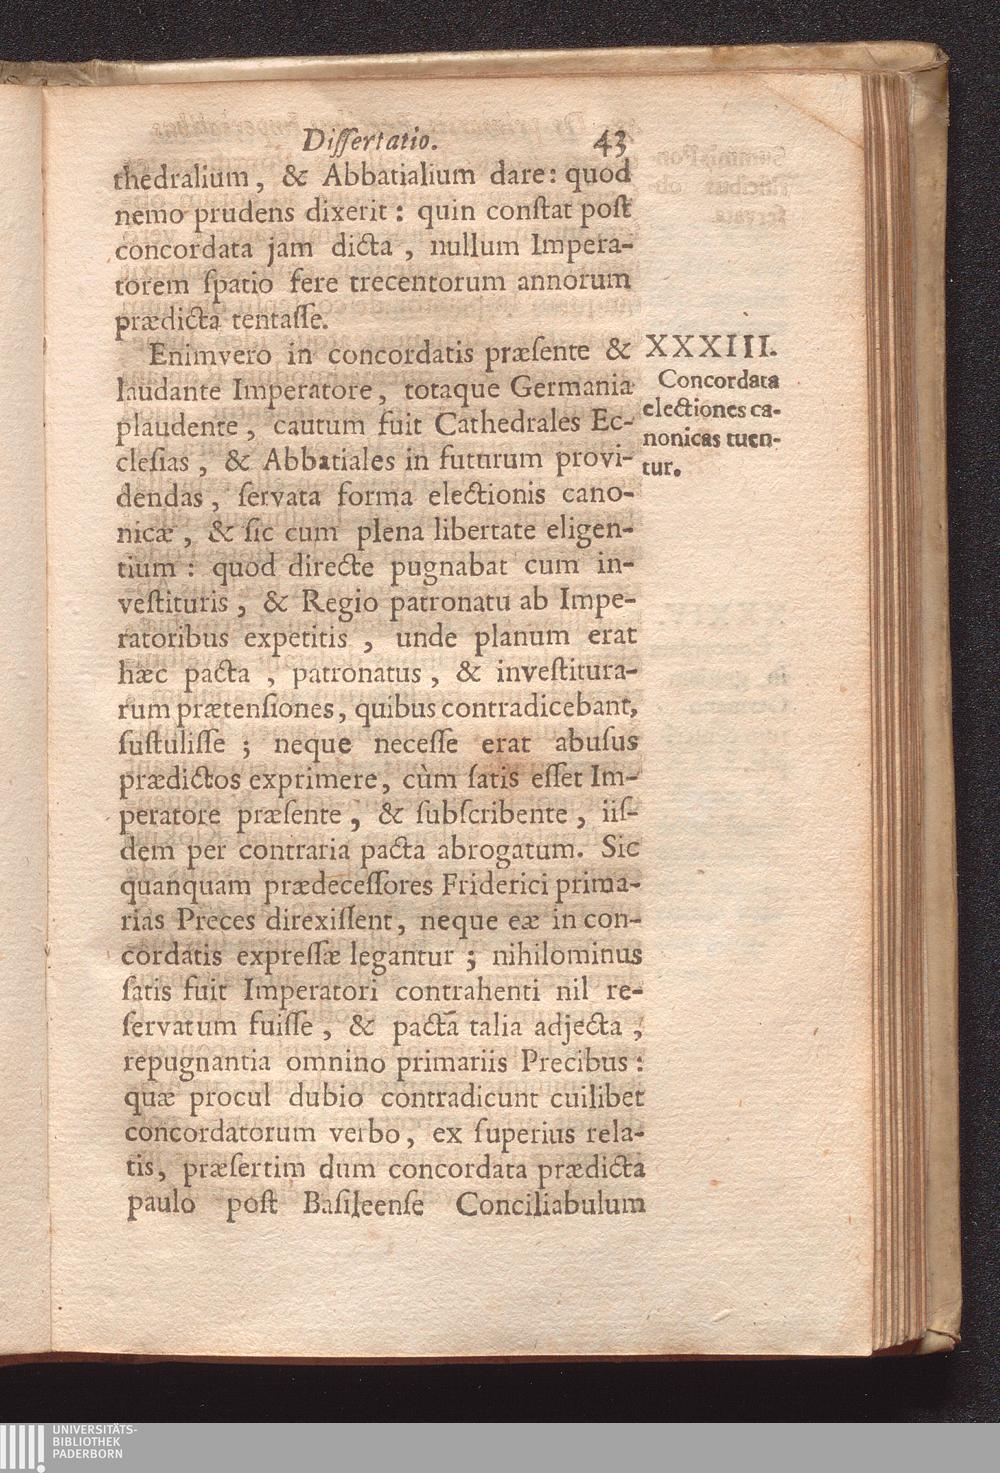 Dissertatio. 43
thedralium, & Abbatialium dare: quod
nemo prudens dixerit: quin constat post
concordata jam dicta, nullum Impera-
torem spatio fere trecentorum annorum
prædicta tentasse.
Enimvero in concordatis præsente &
laudante Imperatore, totaque Germania
plaudente, cautum fuit Cathedrales Ec-
clesias, & Abbatiales in futurum provi-
dendas, servata forma electionis cano-
nicæ, & sic cum plena libertate eligen-
tium: quod directe pugnabat cum in-
vestituris, & Regio patronatu ab Impe-
ratoribus expetitis, unde planum erat
hæc pacta, patronatus, & investitura-
rum prætensiones, quibus contradicebant,
sustulisse; neque necesse erat abusus
prædictos exprimere, cùm satis esset Im-
peratore præsente, & subscribente, iis-
dem per contraria pacta abrogatum. Sic
quanquam prædecessores Friderici prima-
rias Preces direxissent, neque eæ in con-
cordatis expressæ legantur; nihilominus
satis fuit Imperatori contrahenti nil re-
servatum fuisse, & pacta talia adjecta,
repugnantia omnino primariis Precibus:
quæ procul dubio contradicunt cuilibet
concordatorum verbo, ex superius rela-
tis, præsertim dum concordata prædicta
paulo post Basileense Conciliabulum
XXXIII.
Concordata
electiones ca-
nonicas tuen-
tur.
UNIVERSITÄTS-
BIBLIOTHEK
PADERBORN